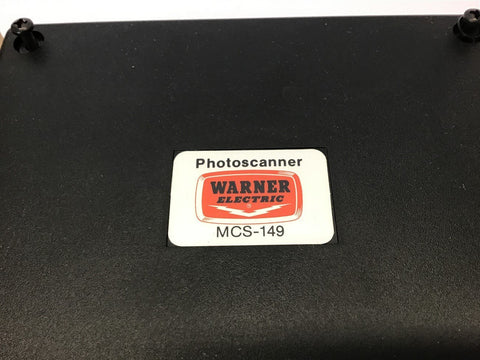 Photoscanner
WARNER
ELECTRIC
MCS-149